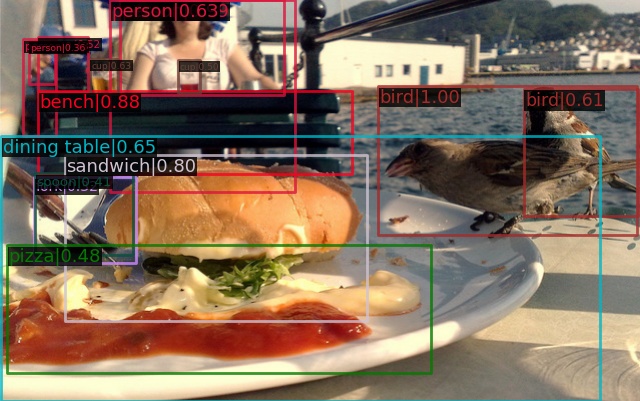 person|0.639
person|0.36
cup|0.63
cup|0.50
bench|0.88
bird|1.00
bird|0.61
dining table|0.65
sandwich|0.80
spoon|0.41
pizza|0.48